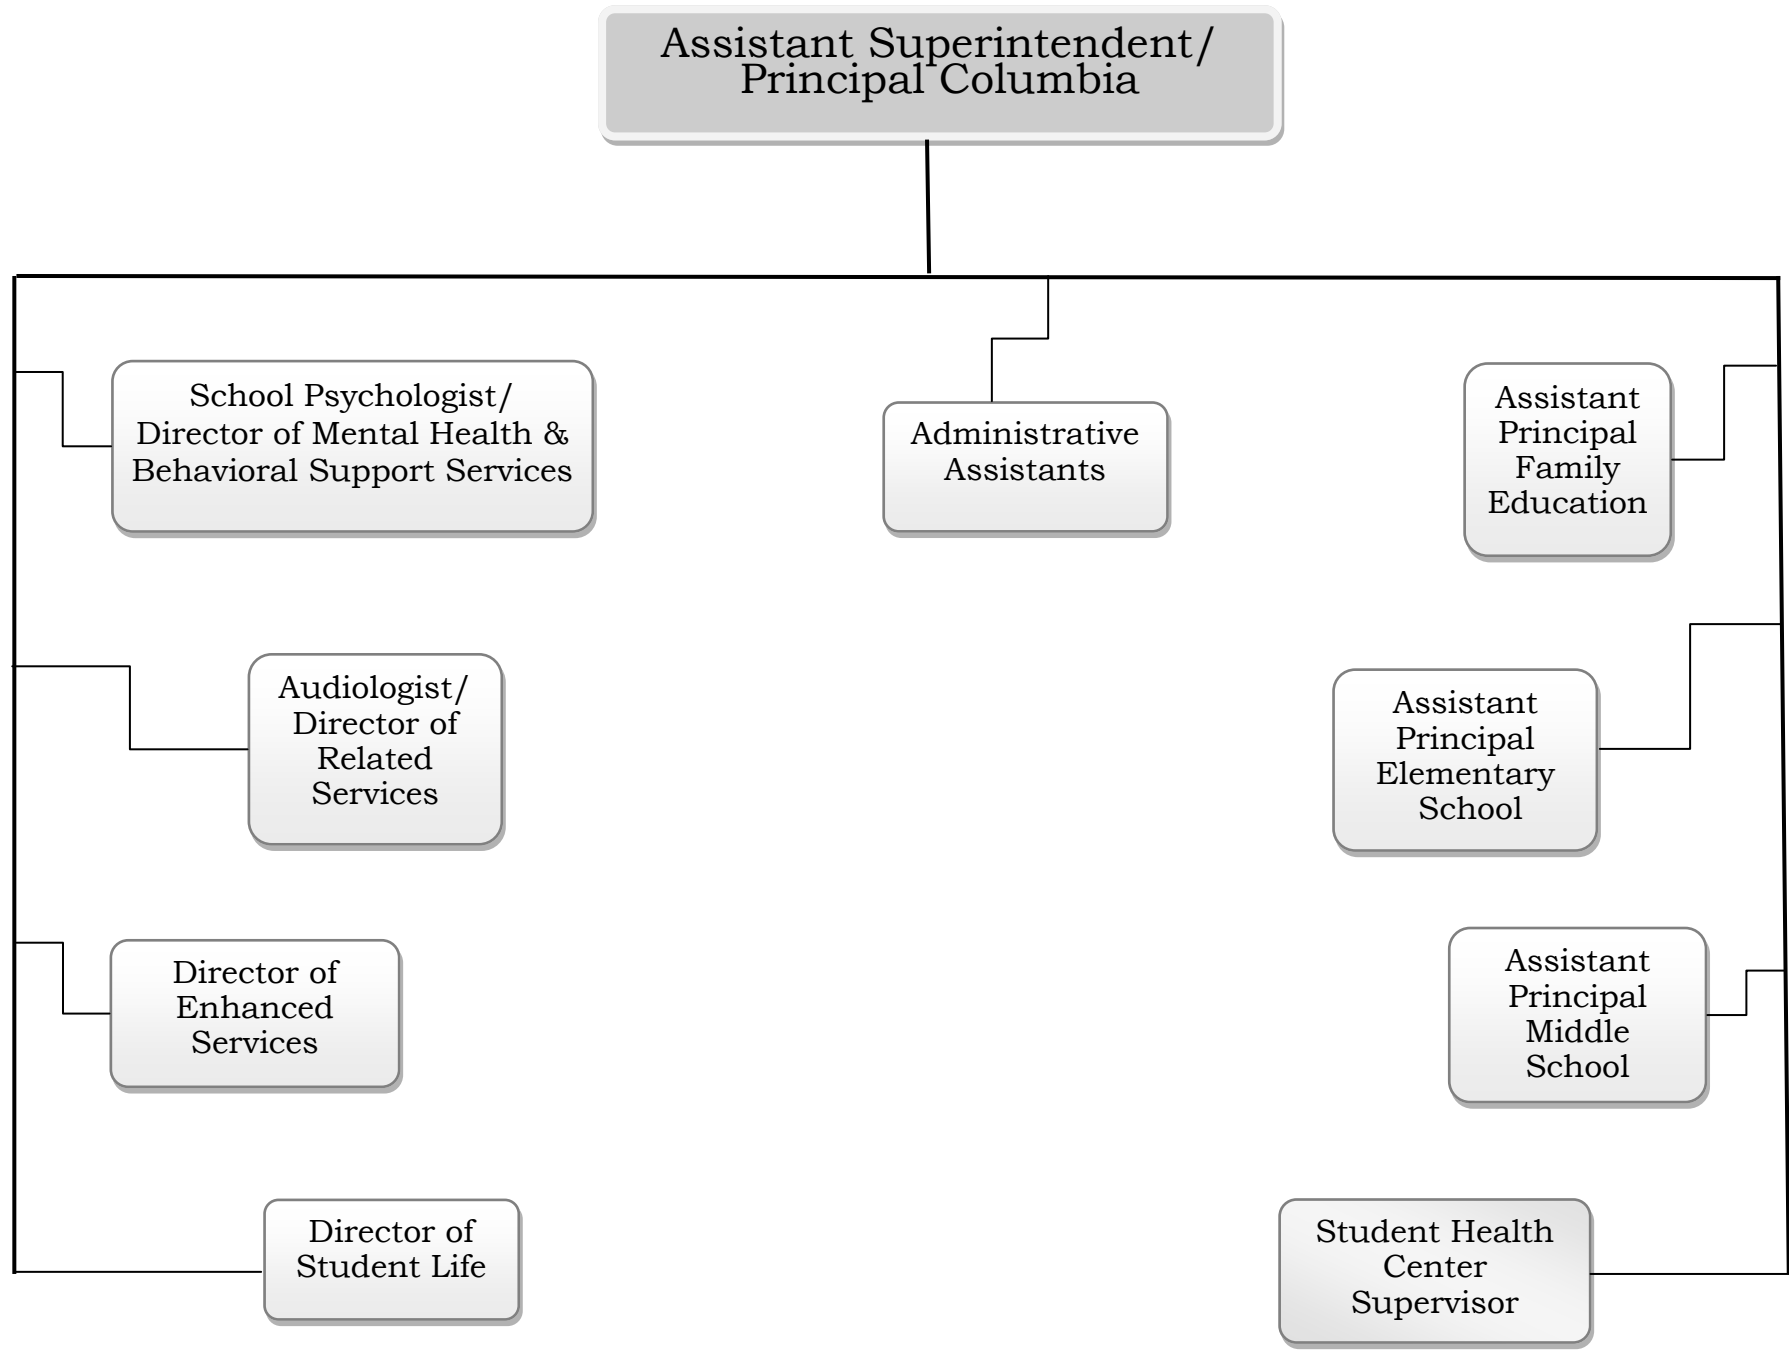 Assistant Superintendent/
Principal Columbia
School Psychologist/
Director of Mental Health &
Behavioral Support Services
Administrative
Assistants
Assistant
Principal
Family
Education
Audiologist/
Director of
Related
Services
Assistant
Principal
Elementary
School
Director of
Enhanced
Services
Assistant
Principal
Middle
School
Director of
Student Life
Student Health
Center
Supervisor